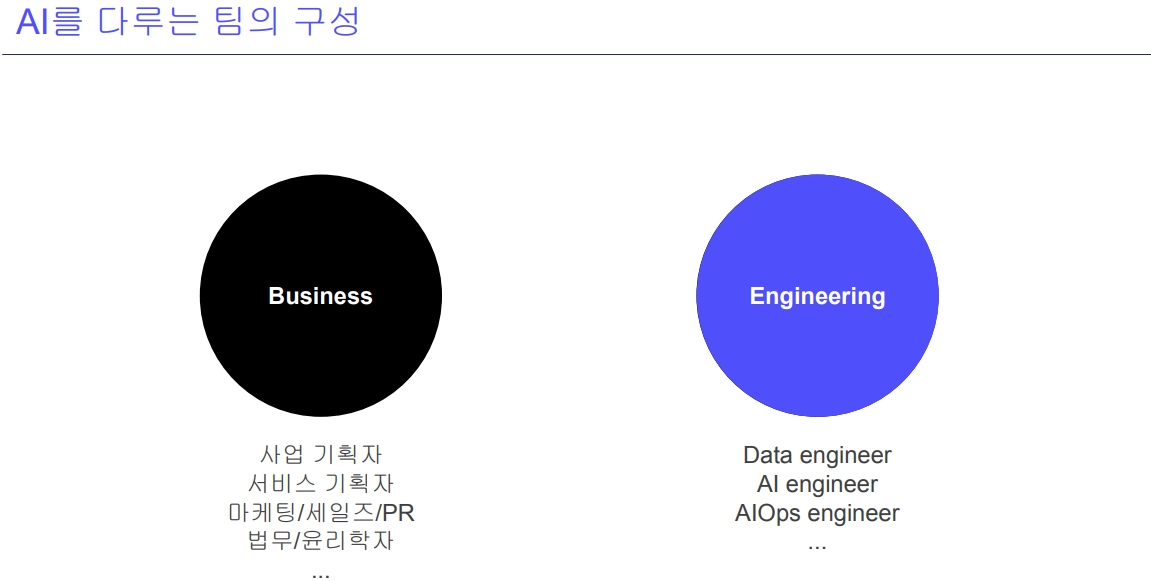 AI를 다루는 팀의 구성
Business
사업 기획자
서비스 기획자
마케팅/세일즈/PR
법무/윤리학자
...
Engineering
Data engineer
AI engineer
AIOps engineer
...